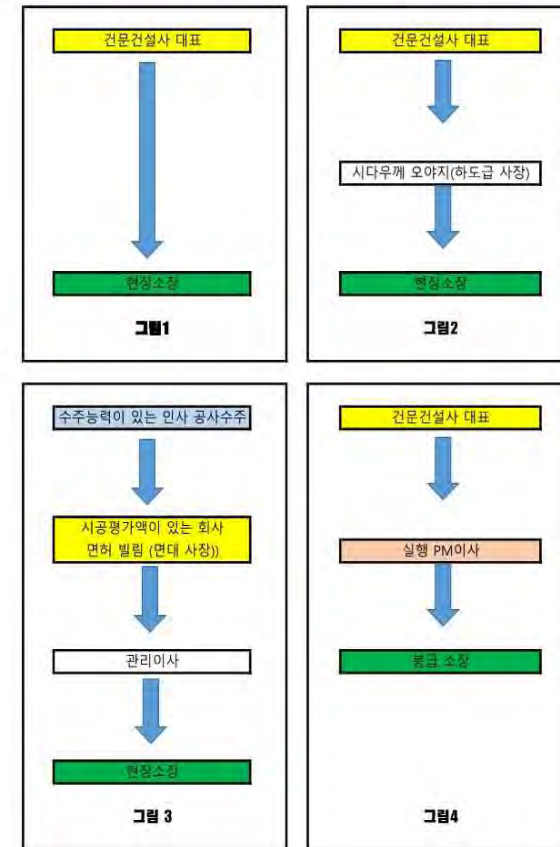 건문건설사 대표
현장소장
그림1
건문건설사 대표
시다우께 오야지(하도급 사장)
현장소장
그림2
수주능력이 있는 인사 공사수주
시공평가액이 있는 회사
면허 빌림 (면대 사장))
관리이사
현장소장
그림 3
건문건설사 대표
실행 PM이사
봉급 소장
그림4